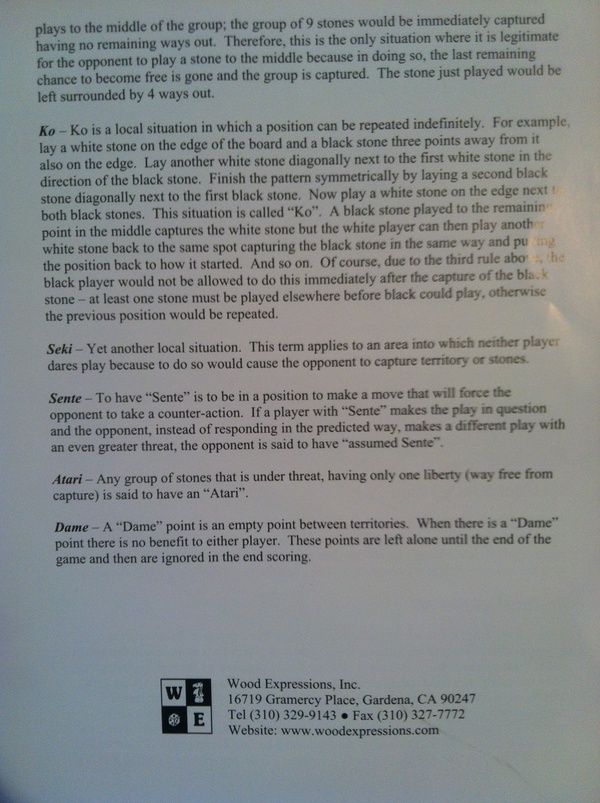 plays to the middle of the group; the group of 9 stones would be immediately captured
having no remaining ways out. Therefore, this is the only situation where it is legitimate
for the opponent to play a stone to the middle because in doing so, the last remaining
chance to become free is gone and the group is captured. The stone just played would be
left surrounded by 4 ways out.
Ko – Ko is a local situation in which a position can be repeated indefinitely. For example,
lay a white stone on the edge of the board and a black stone three points away from it
also on the edge. Lay another white stone diagonally next to the first white stone in the
direction of the black stone. Finish the pattern symmetrically by laying a second black
stone diagonally next to the first black stone. Now play a white stone on the edge next
both black stones. This situation is called “Ko”. A black stone played to the remaining
point in the middle captures the white stone but the white player can then play another
white stone back to the same spot capturing the black stone in the same way and
the position back to how it started. And so on. Of course, due to the third rule above, the
black player would not be allowed to do this immediately after the capture of the black
stone – at least one stone must be played elsewhere before black could play, otherwise
the previous position would be repeated.
Seki – Yet another local situation. This term applies to an area into which neither player
dares play because to do so would cause the opponent to capture territory or stones.
Sente – To have “Sente” is to be in a position to make a move that will force the
opponent to take a counter-action. If a player with “Sente” makes the play in question
and the opponent, instead of responding in the predicted way, makes a different play with
an even greater threat, the opponent is said to have “assumed Sente”.
Atari – Any group of stones that is under threat, having only one liberty (way free from
capture) is said to have an “Atari”.
Dame – A “Dame” point is an empty point between territories. When there is a “Dame”
point there is no benefit to either player. These points are left alone until the end of the
game and then are ignored in the end scoring.
W
E
Wood Expressions, Inc.
16719 Gramercy Place, Gardena, CA 90247
Tel (310) 329-9143 ● Fax (310) 327-7772
Website: www.woodexpressions.com